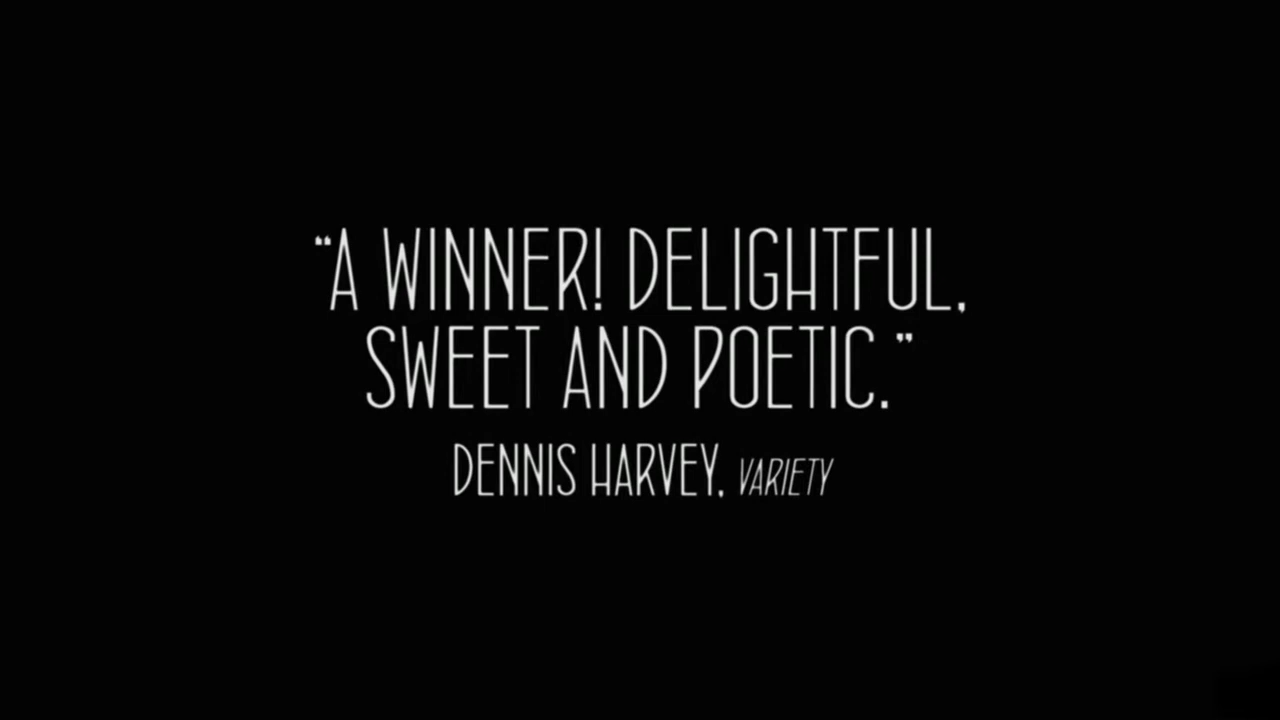 “A WINNER! DELIGHTFUL,
SWEET AND POETIC.”
DENNIS HARVEY, VARIETY